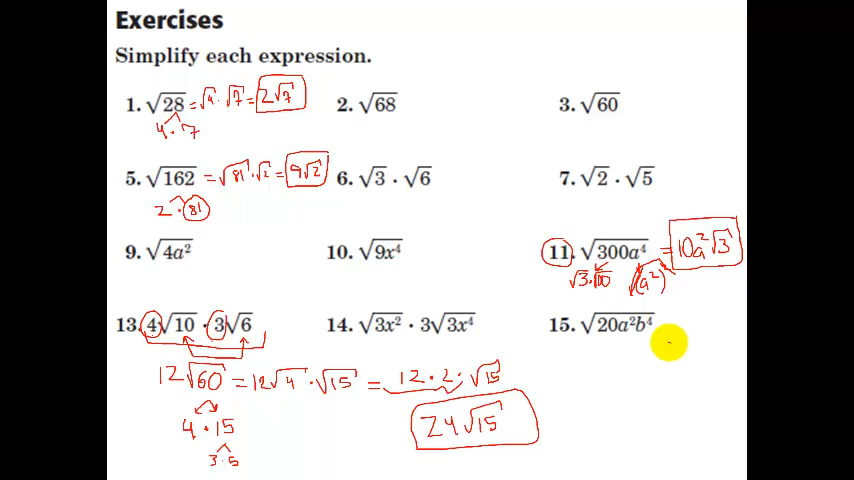 Exercises
Simplify each expression.
1. √28 = √4 · √7 = 2√7
2. √68
3. √60
4 · 7
5. √162 = √81 · √2 = 9√2
6. √3 · √6
7. √2 · √5
2 · 81
9. √4a²
10. √9x⁴
11. √300a⁴ = 10a²√3
√3 · √100 √(a²)²
13. 4√10 · 3√6
14. √3x² · 3√3x⁴
15. √20a²b⁴
12√60 = 12√4 · √15 = 12 · 2 · √15
4 · 15
24√15
3 · 5